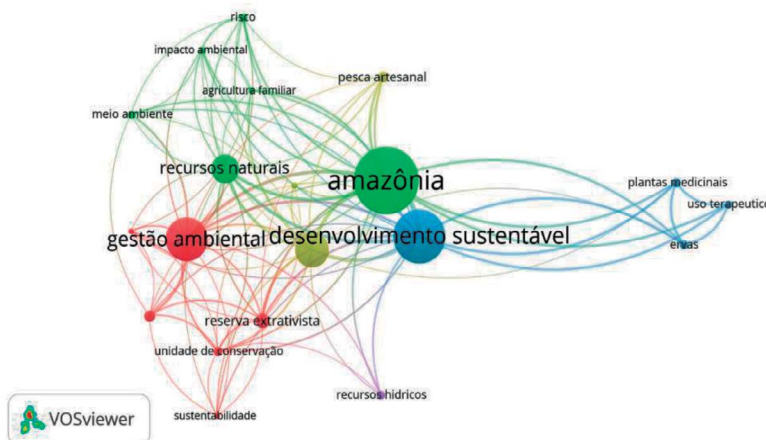 risco
impacto ambiental
pesca artesanal
agricultura familiar
meio ambiente
recursos naturais
amazônia
plantas medicinais
uso terapeutico
gestão ambiental
desenvolvimento sustentável
ervas
reserva extrativista
unidade de conservação
recursos hidricos
sustentabilidade
VOSviewer